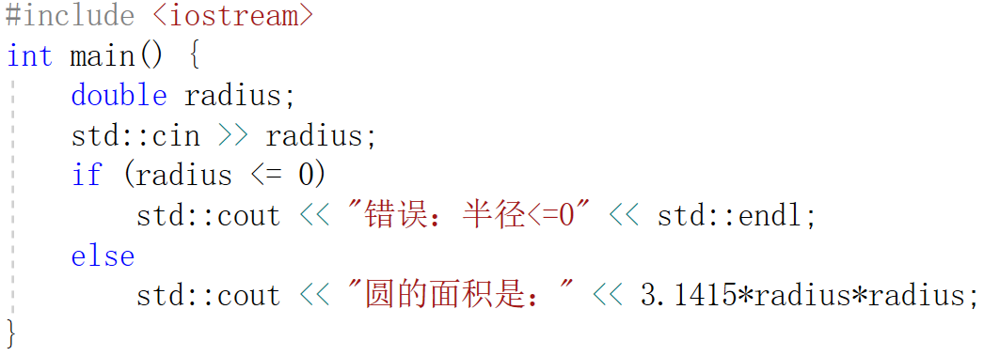 #include <iostream>
int main() {
    double radius;
    std::cin >> radius;
    if (radius <= 0)
        std::cout << "错误：半径<=0" << std::endl;
    else
        std::cout << "圆的面积是：" << 3.1415*radius*radius;
}